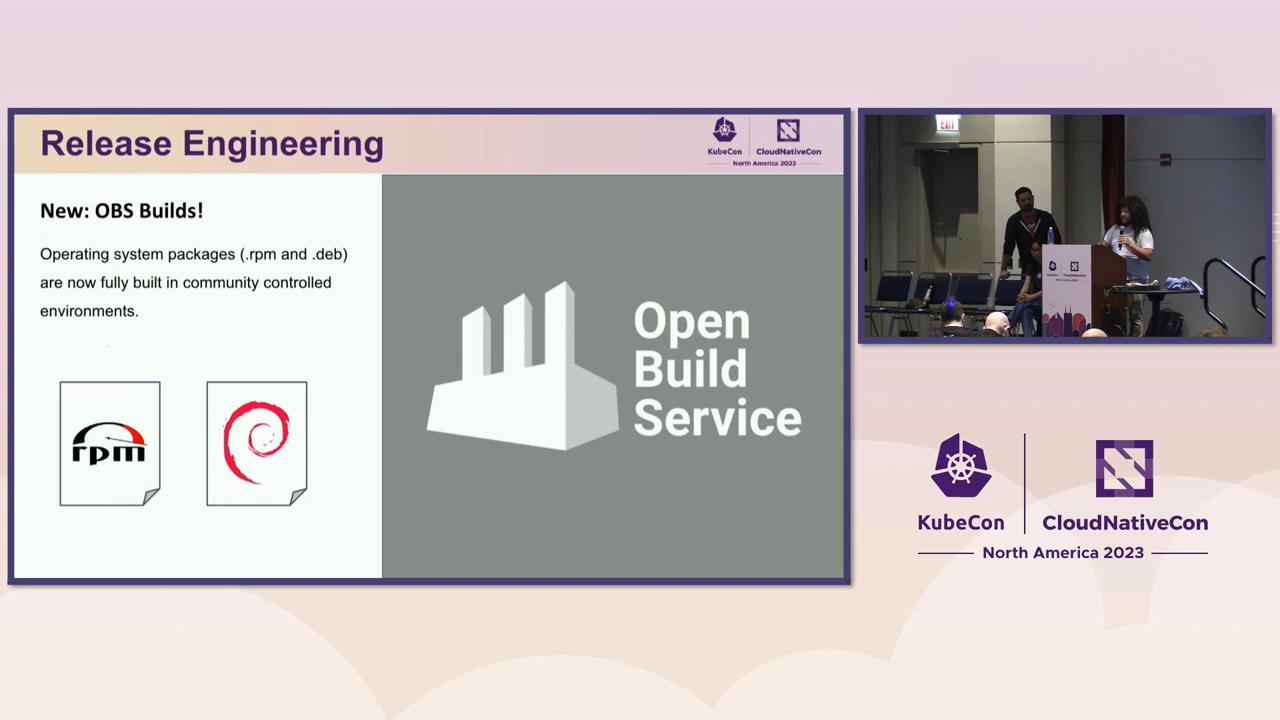 Release Engineering
KubeCon
CloudNativeCon
North America 2023
New: OBS Builds!
Operating system packages (.rpm and .deb)
are now fully built in community controlled
environments.
rpm
Open
Build
Service
EXIT
KubeCon
CloudNativeCon
North America 2023